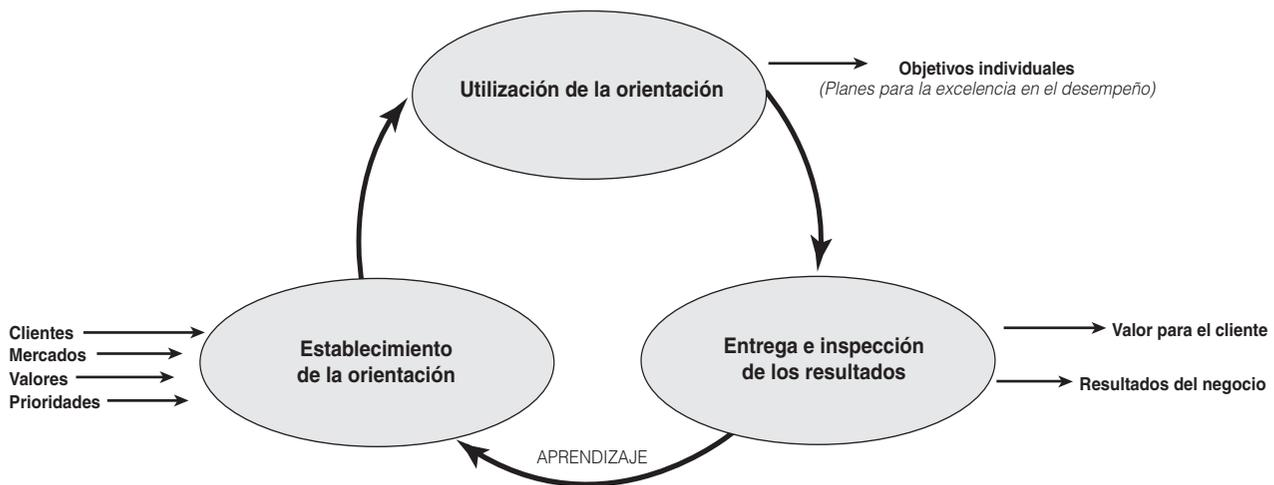 Utilización de la orientación
Objetivos individuales
(Planes para la excelencia en el desempeño)
Clientes
Mercados
Valores
Prioridades
Establecimiento
de la orientación
Entrega e inspección
de los resultados
Valor para el cliente
Resultados del negocio
APRENDIZAJE